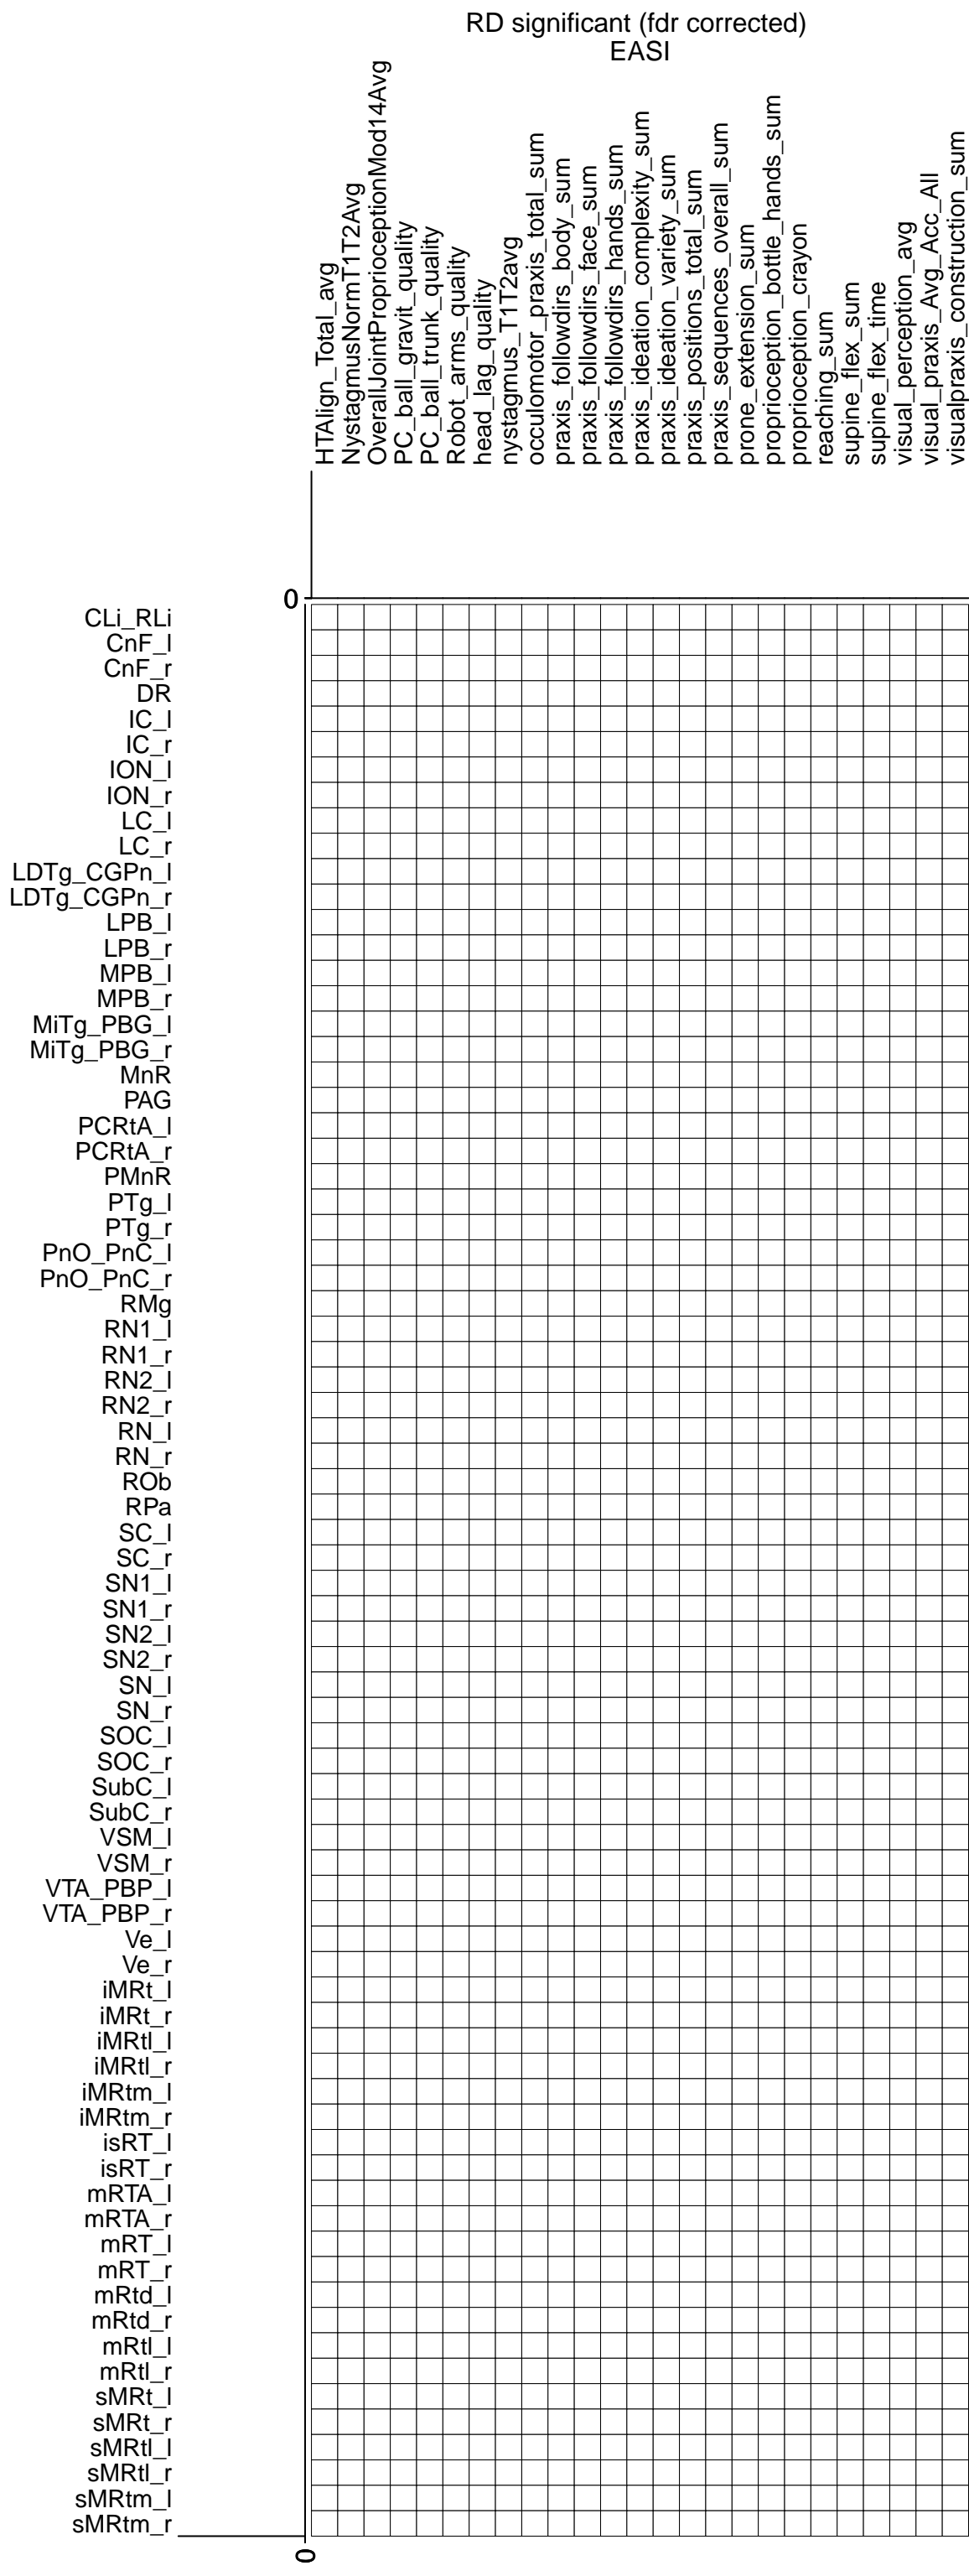 RD significant (fdr corrected)
EASI
HTAlign_Total_avg
NystagmusNormT1T2Avg
OverallJointProprioceptionMod14Avg
PC_ball_gravit_quality
PC_ball_trunk_quality
Robot_arms_quality
head_lag_quality
nystagmus_T1T2avg
occulomotor_praxis_total_sum
praxis_followdirs_body_sum
praxis_followdirs_face_sum
praxis_followdirs_hands_sum
praxis_ideation_complexity_sum
praxis_ideation_variety_sum
praxis_positions_total_sum
praxis_sequences_overall_sum
prone_extension_sum
proprioception_bottle_hands_sum
proprioception_crayon
reaching_sum
supine_flex_sum
supine_flex_time
visual_perception_avg
visual_praxis_Avg_Acc_All
visualpraxis_construction_sum
0
CLi_RLi
CnF_l
CnF_r
DR
IC_l
IC_r
ION_l
ION_r
LC_l
LC_r
LDTg_CGPn_l
LDTg_CGPn_r
LPB_l
LPB_r
MPB_l
MPB_r
MiTg_PBG_l
MiTg_PBG_r
MnR
PAG
PCRtA_l
PCRtA_r
PMnR
PTg_l
PTg_r
PnO_PnC_l
PnO_PnC_r
RMg
RN1_l
RN1_r
RN2_l
RN2_r
RN_l
RN_r
ROb
RPa
SC_l
SC_r
SN1_l
SN1_r
SN2_l
SN2_r
SN_l
SN_r
SOC_l
SOC_r
SubC_l
SubC_r
VSM_l
VSM_r
VTA_PBP_l
VTA_PBP_r
Ve_l
Ve_r
iMRt_l
iMRt_r
iMRtl_l
iMRtl_r
iMRtm_l
iMRtm_r
isRT_l
isRT_r
mRTA_l
mRTA_r
mRT_l
mRT_r
mRtd_l
mRtd_r
mRtl_l
mRtl_r
sMRt_l
sMRt_r
sMRtl_l
sMRtl_r
sMRtm_l
sMRtm_r
0